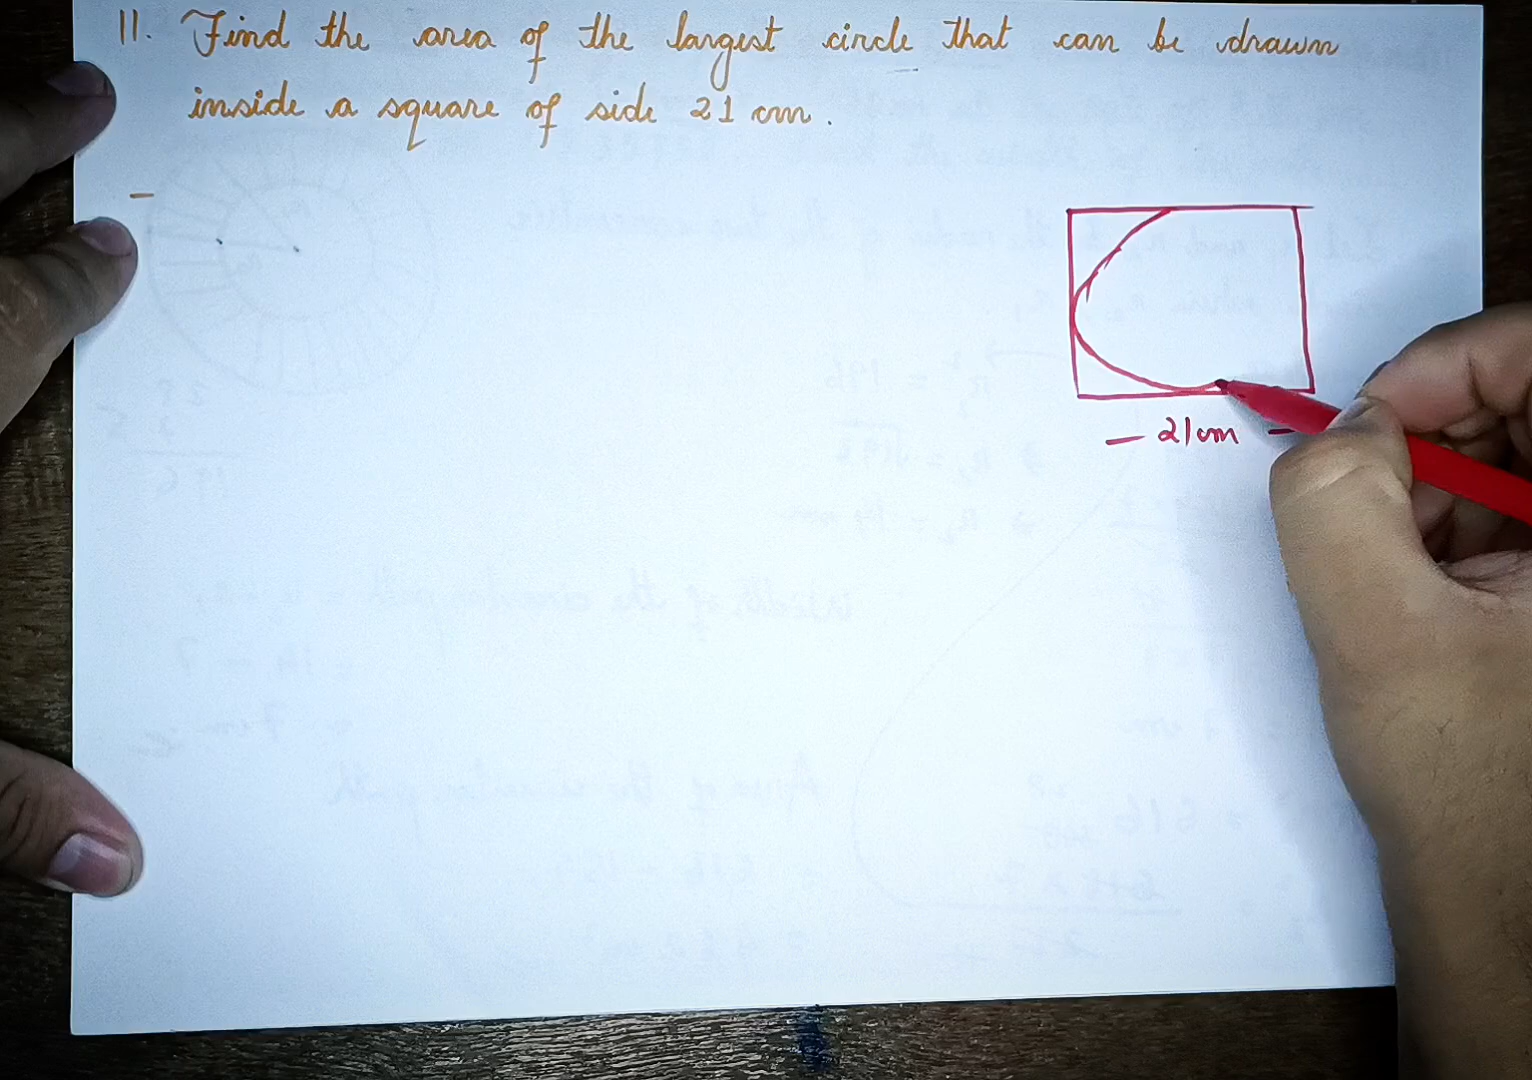 11. Find the area of the largest circle that can be drawn
inside a square of side 21 cm.
21cm